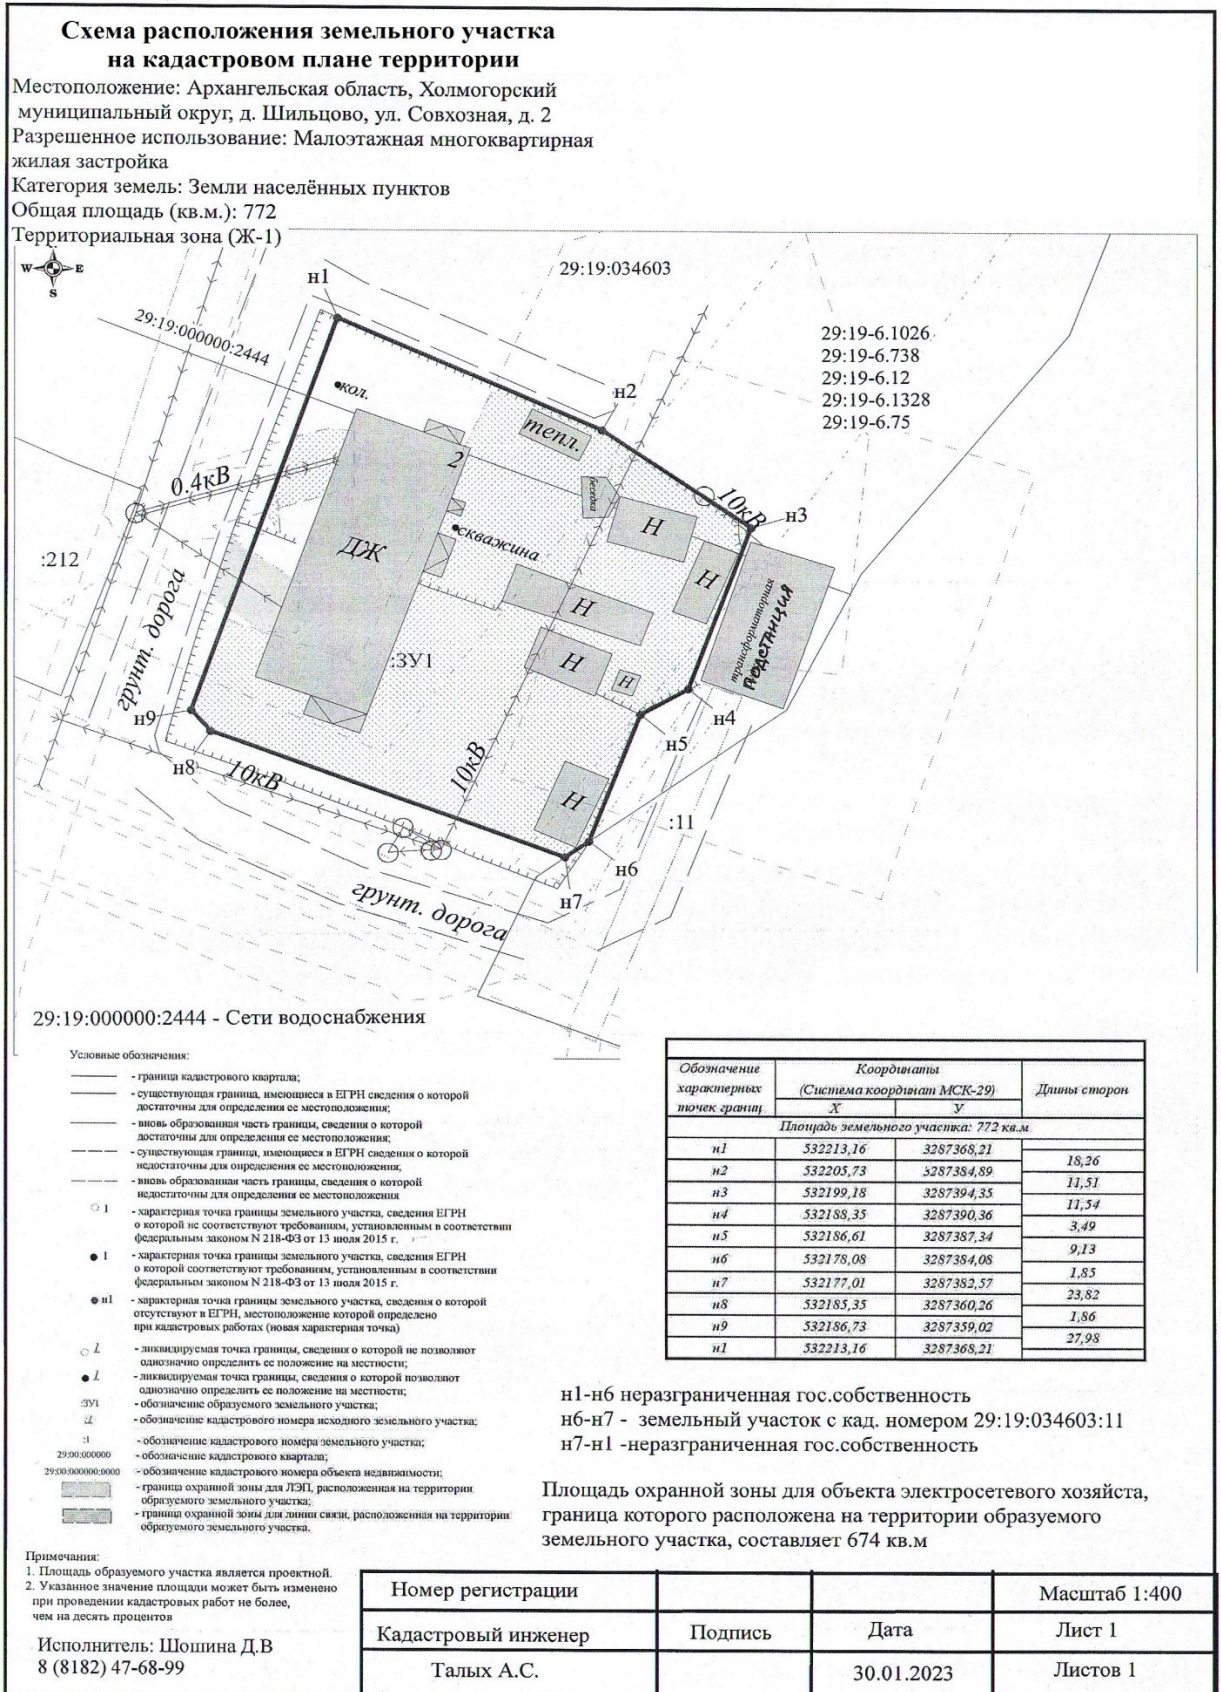 Схема расположения земельного участка
на кадастровом плане территории
Местоположение: Архангельская область, Холмогорский
муниципальный округ, д. Шильцово, ул. Совхозная, д. 2
Разрешенное использование: Малоэтажная многоквартирная
жилая застройка
Категория земель: Земли населённых пунктов
Общая площадь (кв.м.): 772
Территориальная зона (Ж-1)
W E
S
н1
29:19:034603
29:19:000000:2444
29:19-6.1026
29:19-6.738
29:19-6.12
29:19-6.1328
29:19-6.75
кол.
н2
тепл.
2
0.4кВ
беседка
10кВ
н3
Н
скважина
ДЖ
:212
Н
Н
трансформаторная
подстанция
грунт. дорога
:ЗУ1
Н
Н
н9
н4
н5
н8
10кВ
10кВ
Н
:11
н6
н7
грунт. дорога
29:19:000000:2444 - Сети водоснабжения
Условные обозначения:
- граница кадастрового квартала;
- существующая граница, имеющиеся в ЕГРН сведения о которой
достаточны для определения ее местоположения;
- вновь образованная часть границы, сведения о которой
достаточны для определения ее местоположения;
- существующая граница, имеющиеся в ЕГРН сведения о которой
недостаточны для определения ее местоположения;
- вновь образованная часть границы, сведения о которой
недостаточны для определения ее местоположения
1 - характерная точка границы земельного участка, сведения ЕГРН
о которой не соответствуют требованиям, установленным в соответствии
федеральным законом N 218-ФЗ от 13 июля 2015 г.
1 - характерная точка границы земельного участка, сведения ЕГРН
о которой соответствуют требованиям, установленным в соответствии
федеральным законом N 218-ФЗ от 13 июля 2015 г.
н1 - характерная точка границы земельного участка, сведения о которой
отсутствуют в ЕГРН, местоположение которой определено
при кадастровых работах (новая характерная точка)
1 - ликвидируемая точка границы, сведения о которой не позволяют
однозначно определить ее положение на местности;
1 - ликвидируемая точка границы, сведения о которой позволяют
однозначно определить ее положение на местности;
:ЗУ1 - обозначение образуемого земельного участка;
:1 - обозначение кадастрового номера исходного земельного участка;
:1 - обозначение кадастрового номера земельного участка;
29:00:000000 - обозначение кадастрового квартала;
29:00:000000:0000 - обозначение кадастрового номера объекта недвижимости;
- граница охранной зоны для ЛЭП, расположенная на территории
образуемого земельного участка;
- граница охранной зоны для линии связи, расположенная на территории
образуемого земельного участка.
Обозначение характерных точек границ Координаты (Система координат МСК-29) Длины сторон
X У
Площадь земельного участка: 772 кв.м
н1 532213,16 3287368,21
18,26
н2 532205,73 3287384,89
11,51
н3 532199,18 3287394,35
11,54
н4 532188,35 3287390,36
3,49
н5 532186,61 3287387,34
9,13
н6 532178,08 3287384,08
1,85
н7 532177,01 3287382,57
23,82
н8 532185,35 3287360,26
1,86
н9 532186,73 3287359,02
27,98
н1 532213,16 3287368,21
н1-н6 неразграниченная гос.собственность
н6-н7 - земельный участок с кад. номером 29:19:034603:11
н7-н1 -неразграниченная гос.собственность
Площадь охранной зоны для объекта электросетевого хозяйста,
граница которого расположена на территории образуемого
земельного участка, составляет 674 кв.м
Примечания:
1. Площадь образуемого участка является проектной.
2. Указанное значение площади может быть изменено
при проведении кадастровых работ не более,
чем на десять процентов
Исполнитель: Шошина Д.В
8 (8182) 47-68-99
Номер регистрации Масштаб 1:400
Кадастровый инженер Подпись Дата Лист 1
Талых А.С. 30.01.2023 Листов 1